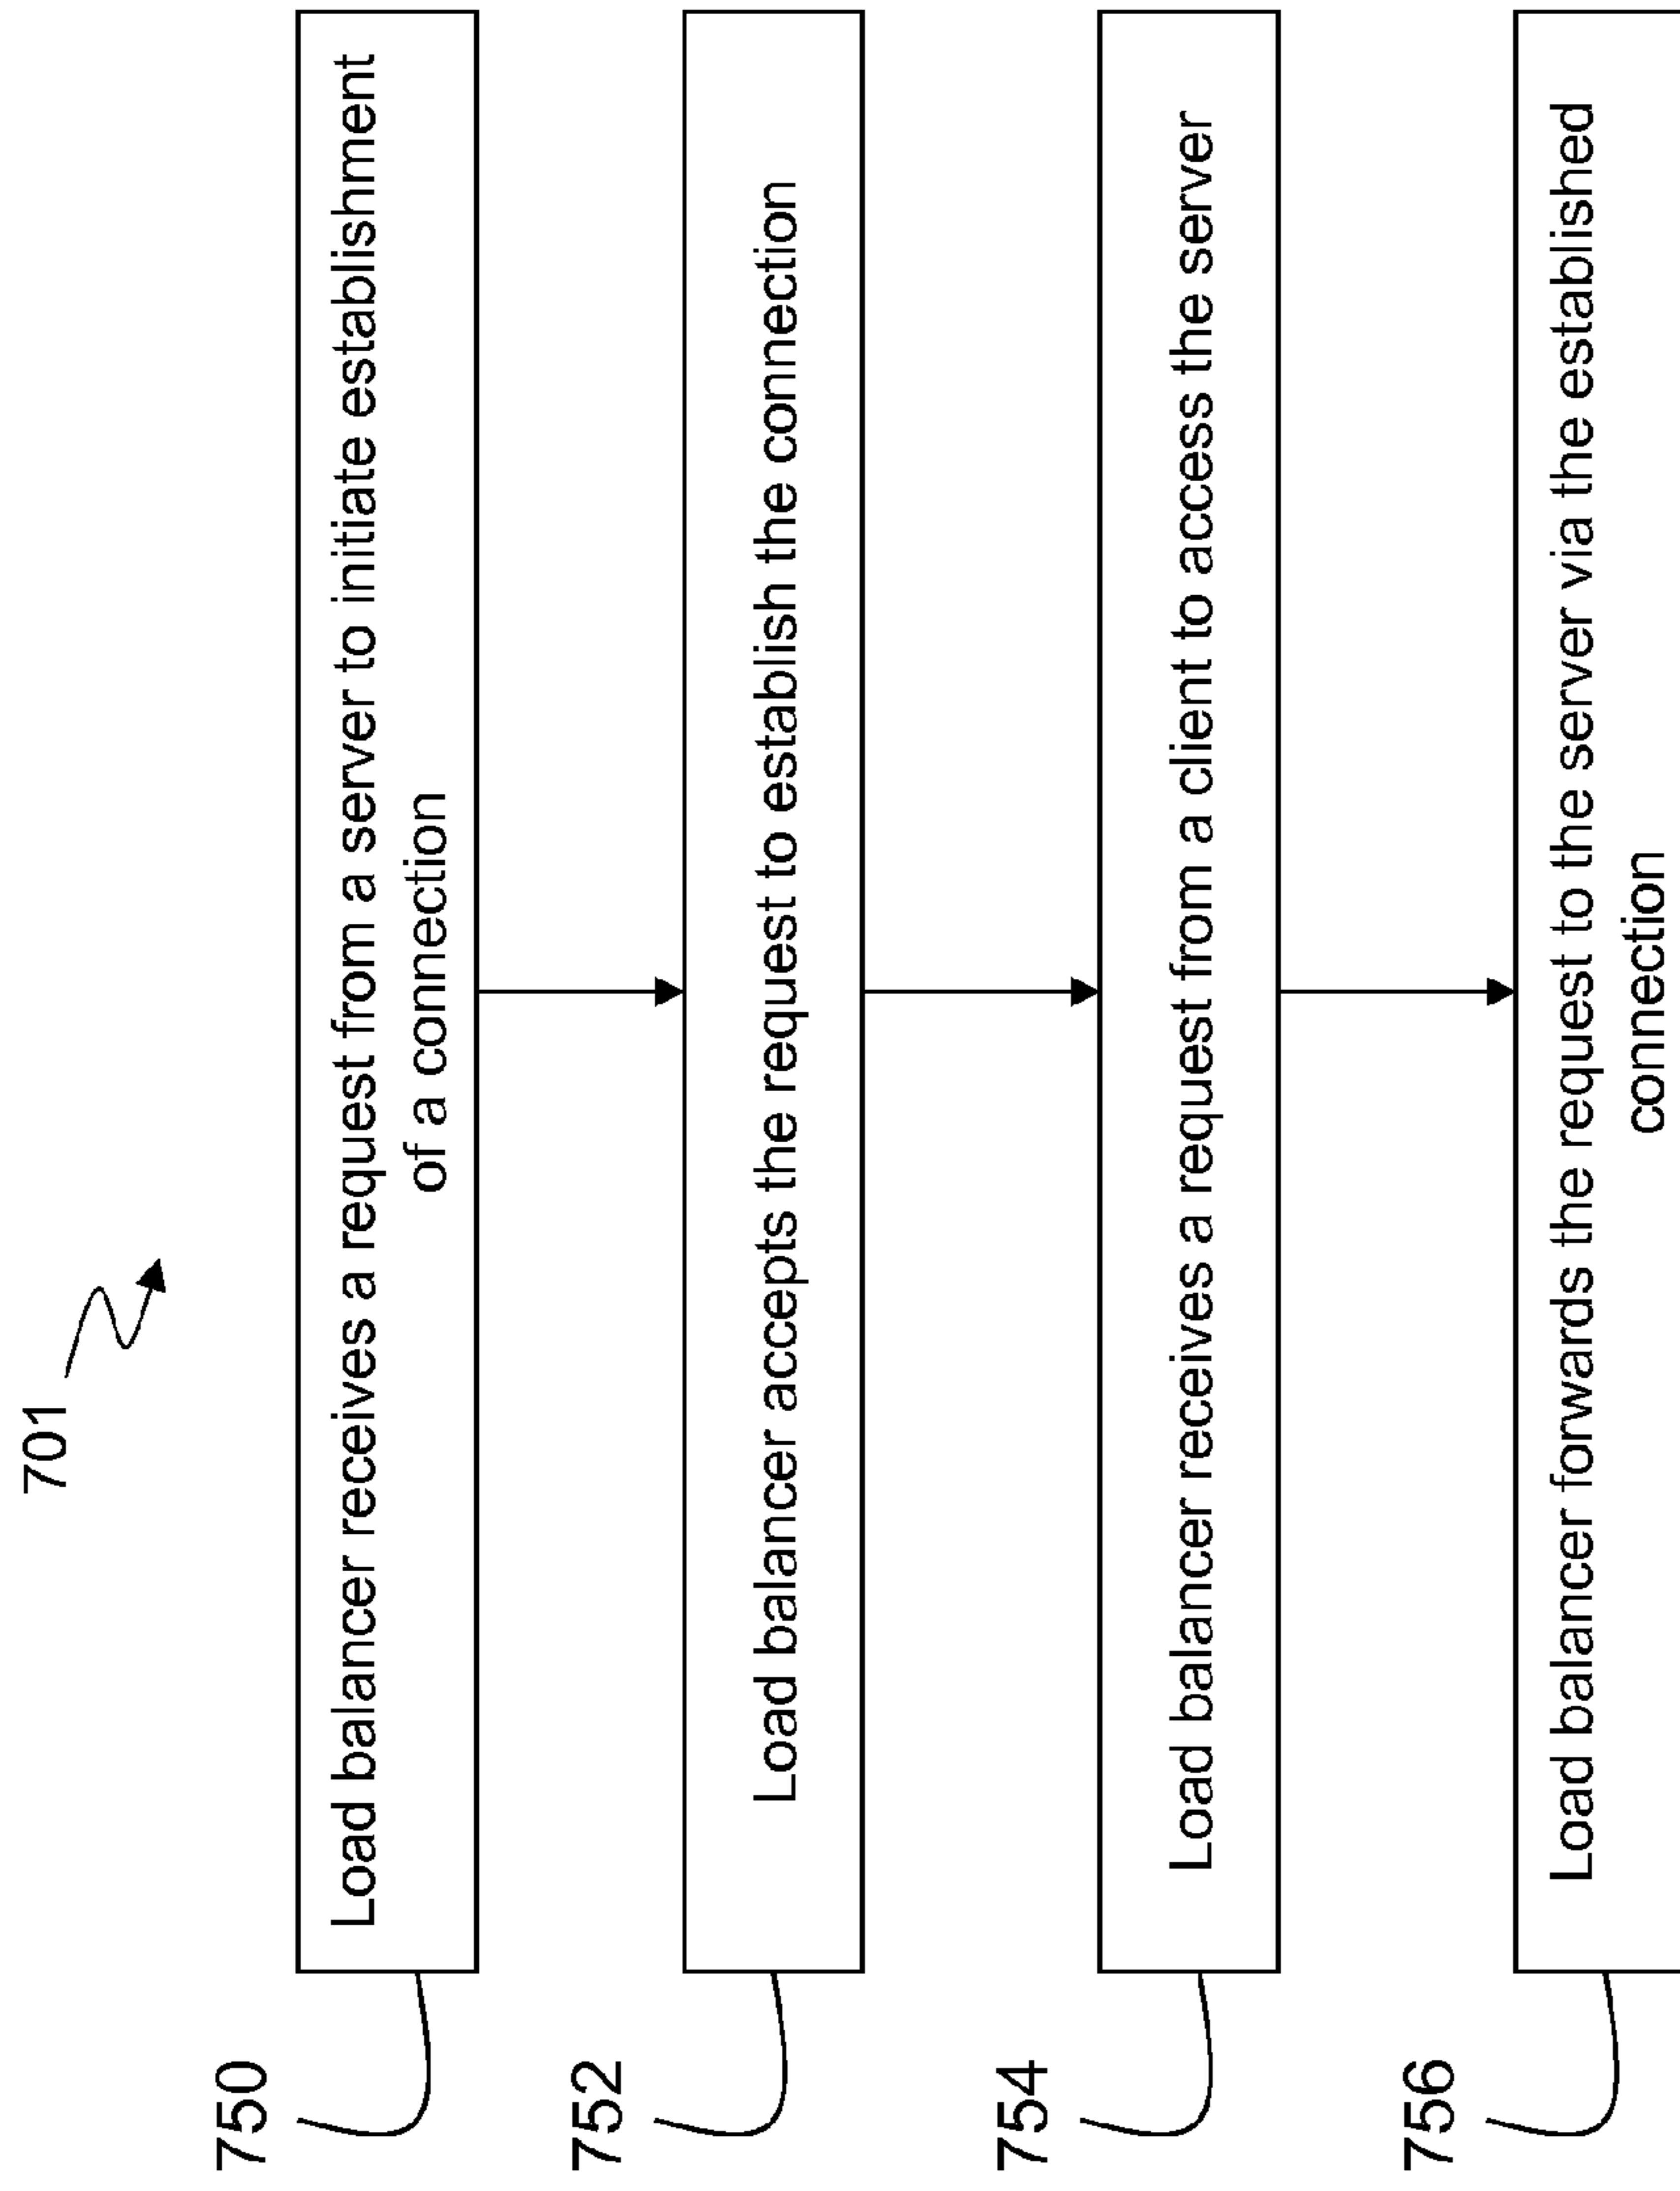 701
750
Load balancer receives a request from a server to initiate establishment
of a connection
752
Load balancer accepts the request to establish the connection
754
Load balancer receives a request from a client to access the server
756
Load balancer forwards the request to the server via the established
connection